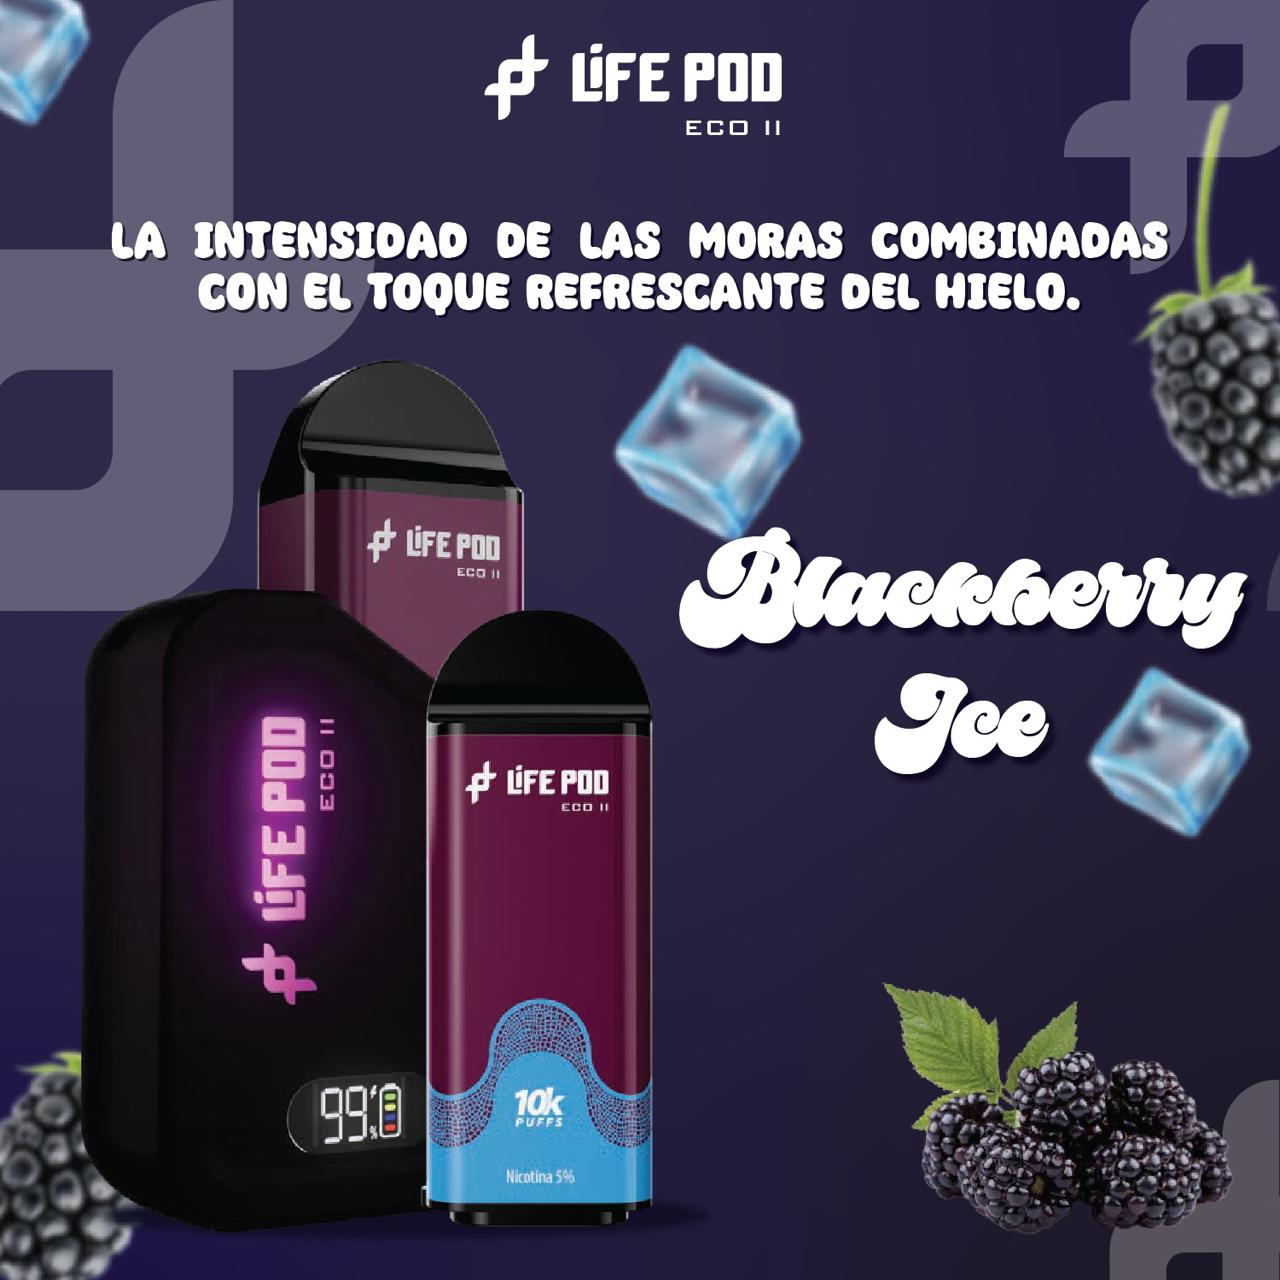 LiFE POD
ECO II
LA INTENSIDAD DE LAS MORAS COMBINADAS
CON EL TOQUE REFRESCANTE DEL HIELO.
LiFE POD
ECO II
Blackberry
Ice
LiFE POD
ECO II
LiFE POD
ECO II
99%
10k
PUFFS
Nicotina 5%